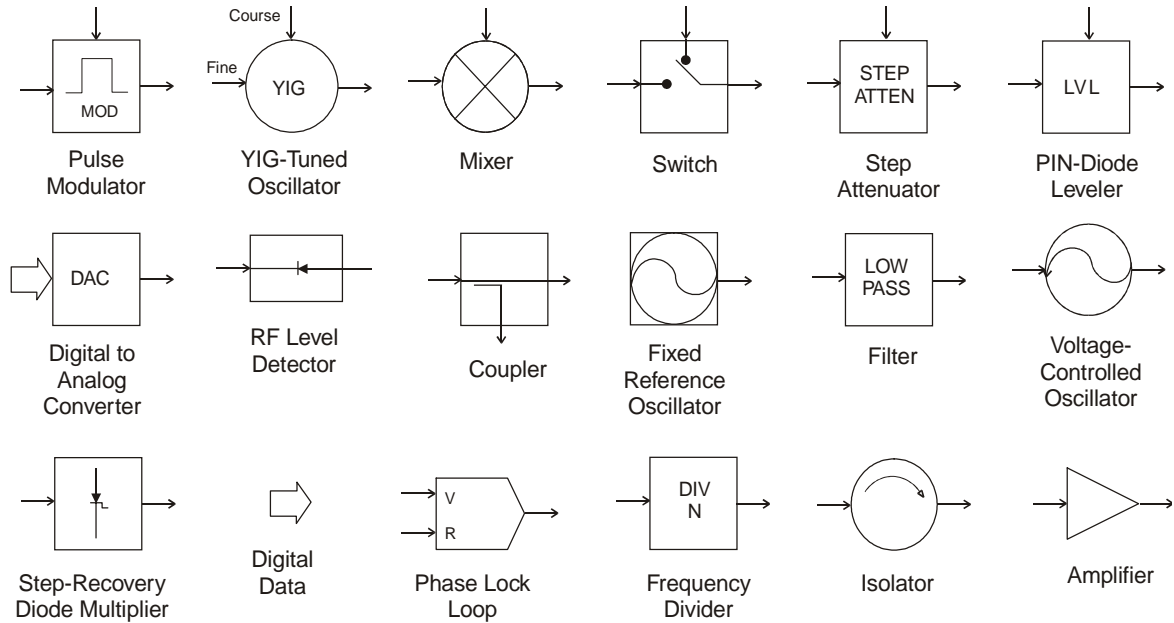 Course
Fine
MOD
YIG
STEP
ATTEN
LVL
Pulse
Modulator
YIG-Tuned
Oscillator
Mixer
Switch
Step
Attenuator
PIN-Diode
Leveler
DAC
LOW
PASS
Digital to
Analog
Converter
RF Level
Detector
Coupler
Fixed
Reference
Oscillator
Filter
Voltage-
Controlled
Oscillator
V
R
DIV
N
Step-Recovery
Diode Multiplier
Digital
Data
Phase Lock
Loop
Frequency
Divider
Isolator
Amplifier